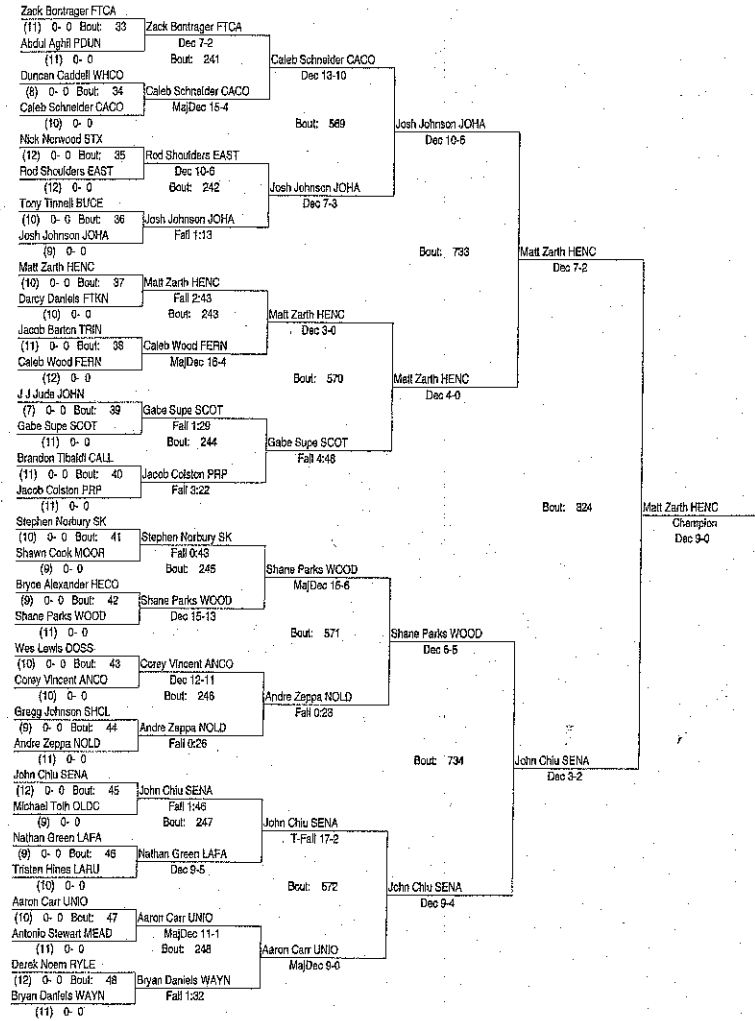 Zack Bontrager FTCA
(11) 0- 0 Bout: 33
Abdul Aghil PDUN
(11) 0- 0
Duncan Caddell WHCO
(8) 0- 0 Bout: 34
Caleb Schneider CACO
(10) 0- 0
Nick Norwood STX
(12) 0- 0 Bout: 35
Rod Shoulders EAST
(12) 0- 0
Tony Tinnell BUCE
(10) 0- 0 Bout: 36
Josh Johnson JOHA
(9) 0- 0
Matt Zarth HENC
(10) 0- 0 Bout: 37
Darcy Daniels FTKN
(10) 0- 0
Jacob Barton TRIN
(11) 0- 0 Bout: 38
Caleb Wood FERN
(12) 0- 0
J J Jude JOHN
(7) 0- 0 Bout: 39
Gabe Supe SCOT
(11) 0- 0
Brandon Tibaldi CALL
(11) 0- 0 Bout: 40
Jacob Colston PRP
(11) 0- 0
Stephen Norbury SK
(10) 0- 0 Bout: 41
Shawn Cook MOOR
(9) 0- 0
Bryce Alexander HECO
(9) 0- 0 Bout: 42
Shane Parks WOOD
(11) 0- 0
Wes Lewis DOSS
(10) 0- 0 Bout: 43
Corey Vincent ANCO
(10) 0- 0
Gregg Johnson SHCL
(9) 0- 0 Bout: 44
Andre Zeppa NOLD
(11) 0- 0
John Chiu SENA
(12) 0- 0 Bout: 45
Michael Toth OLDC
(9) 0- 0
Nathan Green LAFA
(9) 0- 0 Bout: 46
Tristen Hines LARU
(10) 0- 0
Aaron Carr UNIO
(10) 0- 0 Bout: 47
Antonio Stewart MEAD
(11) 0- 0
Derek Noem RYLE
(12) 0- 0 Bout: 48
Bryan Daniels WAYN
(11) 0- 0
Zack Bontrager FTCA
Dec 7-2
Bout: 241
Caleb Schneider CACO
MajDec 15-4
Rod Shoulders EAST
Dec 10-6
Bout: 242
Josh Johnson JOHA
Fall 1:13
Matt Zarth HENC
Fall 2:43
Bout: 243
Caleb Wood FERN
MajDec 16-4
Gabe Supe SCOT
Fall 1:29
Bout: 244
Jacob Colston PRP
Fall 3:22
Stephen Norbury SK
Fall 0:43
Bout: 245
Shane Parks WOOD
Dec 15-13
Corey Vincent ANCO
Dec 12-11
Bout: 246
Andre Zeppa NOLD
Fall 0:26
John Chiu SENA
Fall 1:46
Bout: 247
Nathan Green LAFA
Dec 9-5
Aaron Carr UNIO
MajDec 11-1
Bout: 248
Bryan Daniels WAYN
Fall 1:32
Caleb Schneider CACO
Dec 13-10
Bout: 569
Josh Johnson JOHA
Dec 7-3
Matt Zarth HENC
Dec 3-0
Bout: 570
Gabe Supe SCOT
Fall 4:48
Shane Parks WOOD
MajDec 15-6
Bout: 571
Andre Zeppa NOLD
Fall 0:23
John Chiu SENA
T-Fall 17-2
Bout: 572
Aaron Carr UNIO
MajDec 9-0
Josh Johnson JOHA
Dec 10-5
Bout: 733
Matt Zarth HENC
Dec 4-0
Shane Parks WOOD
Dec 6-5
Bout: 734
John Chiu SENA
Dec 9-4
Matt Zarth HENC
Dec 7-2
Bout: 824
John Chiu SENA
Dec 3-2
Matt Zarth HENC
Champion
Dec 9-0